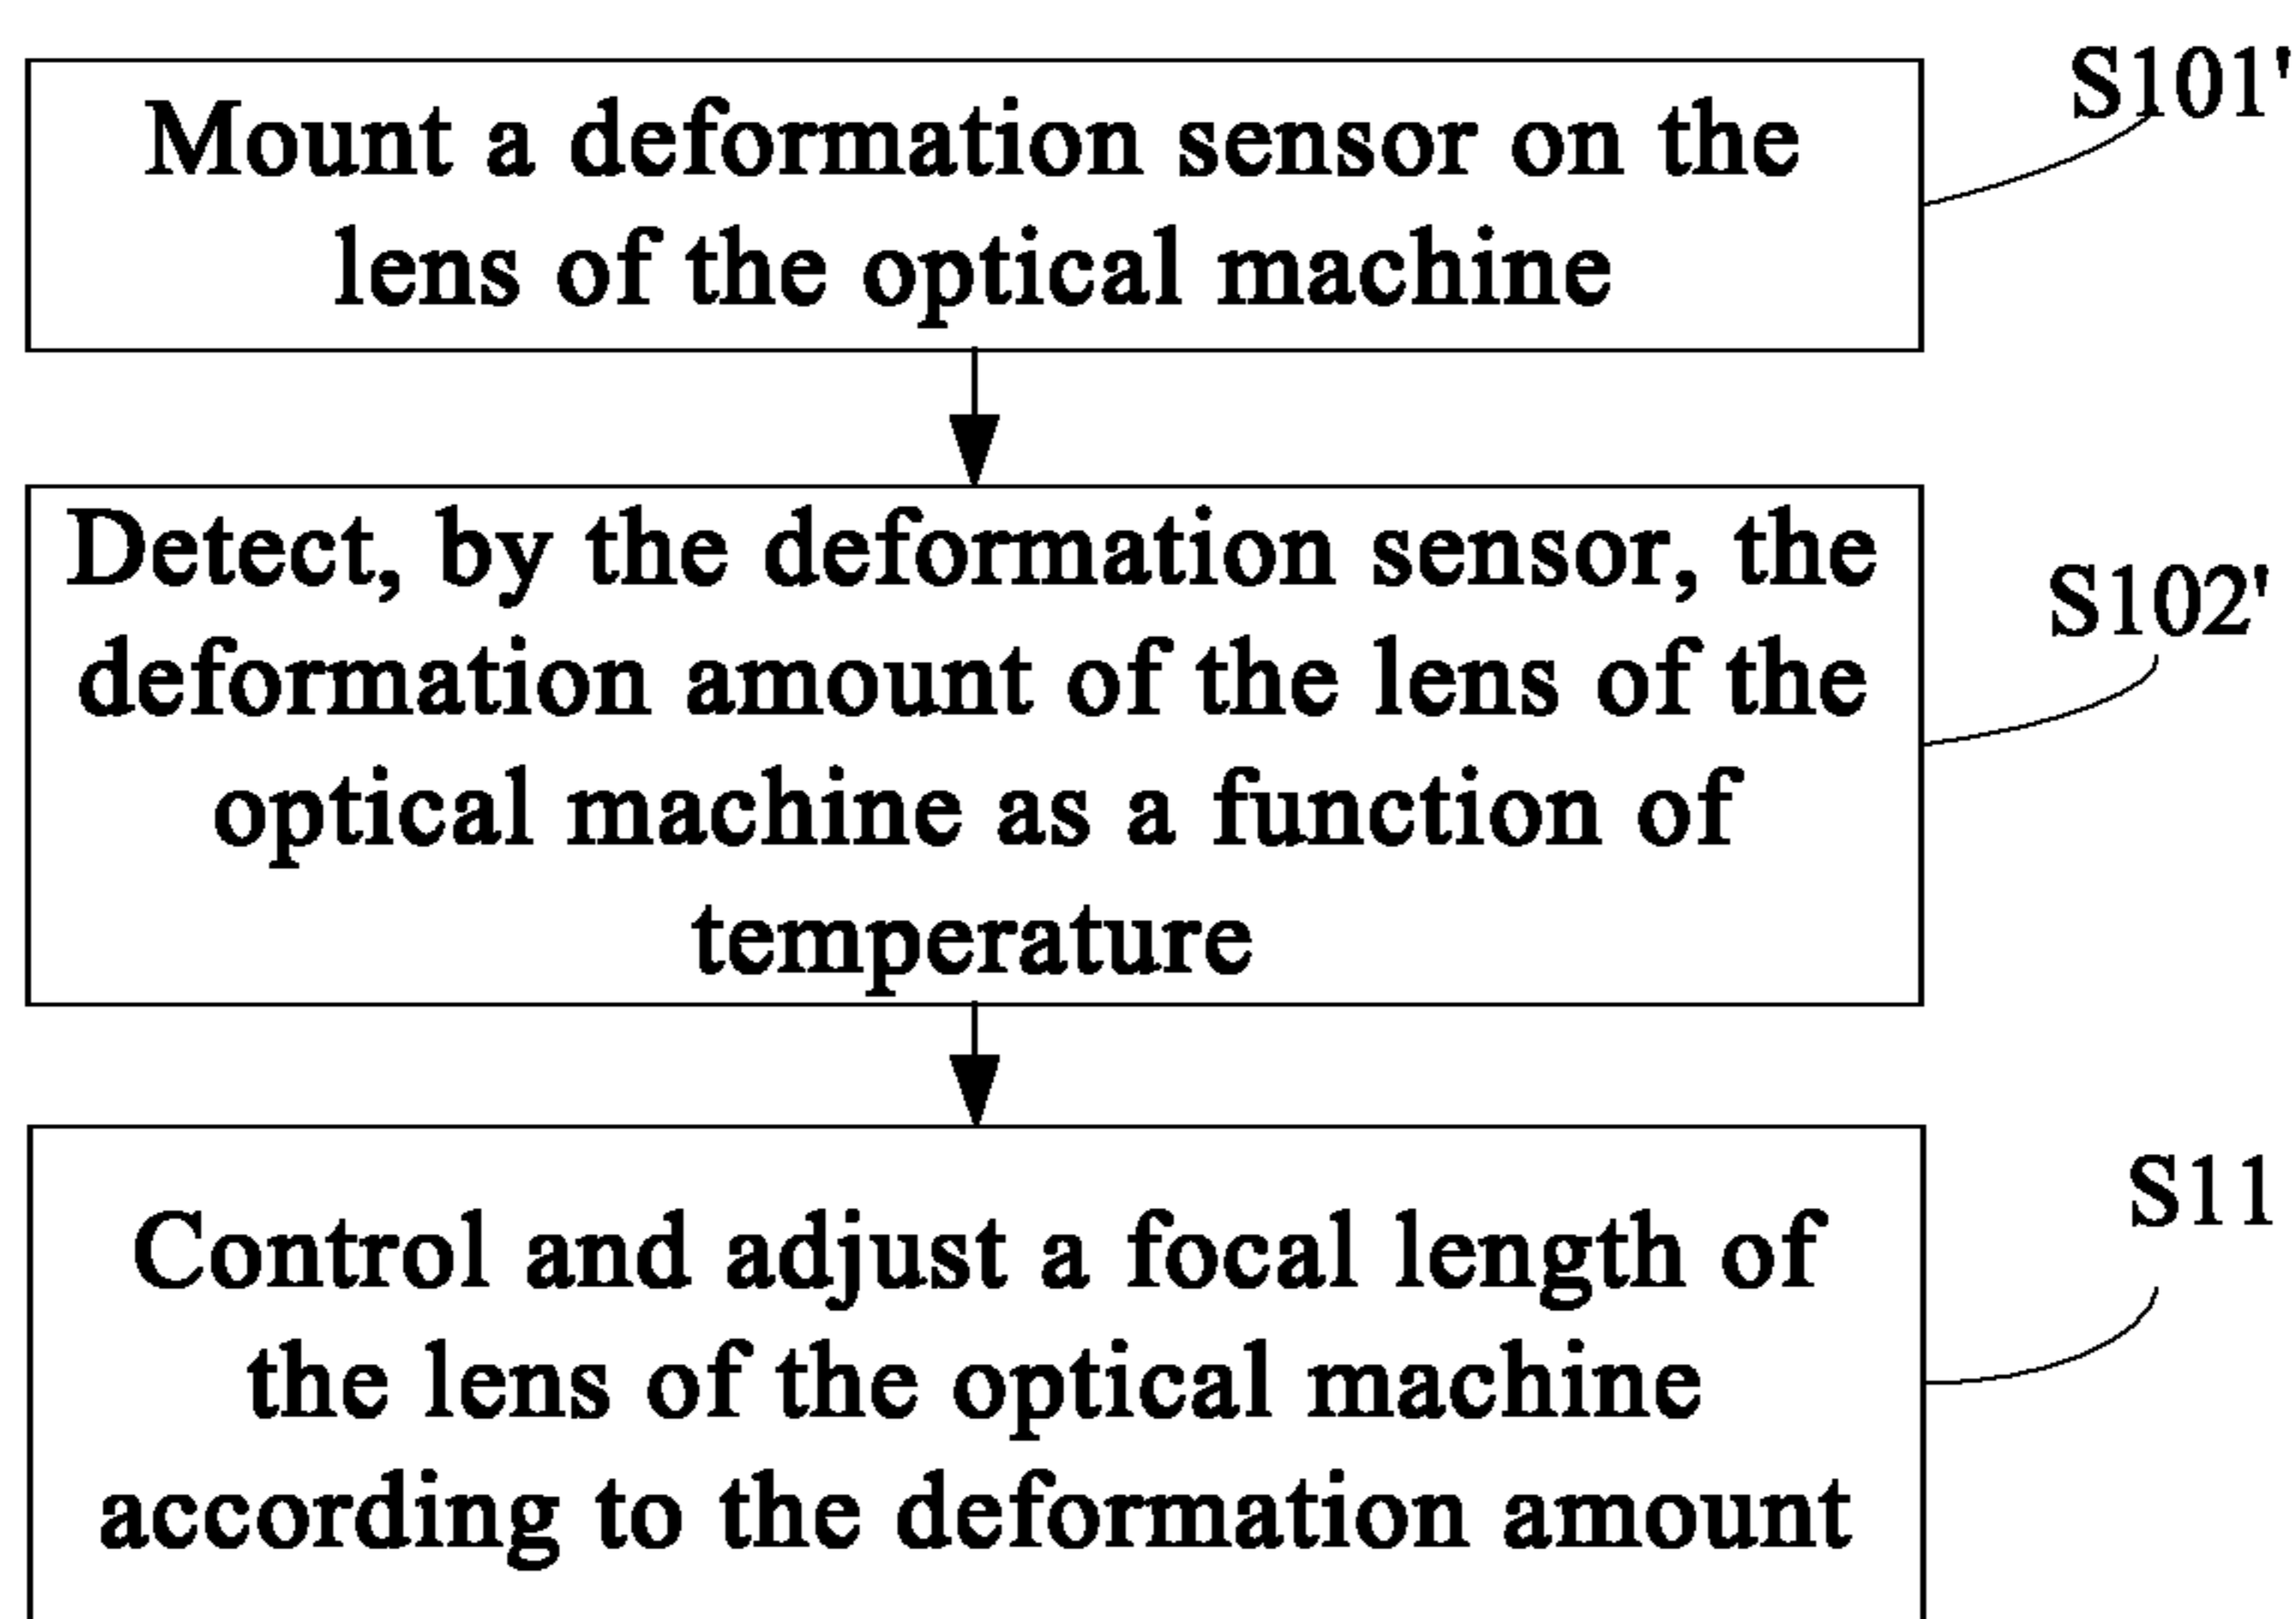 S101'
Mount a deformation sensor on the
lens of the optical machine
Detect, by the deformation sensor, the
deformation amount of the lens of the
optical machine as a function of
temperature
S102'
Control and adjust a focal length of
the lens of the optical machine
according to the deformation amount
S11